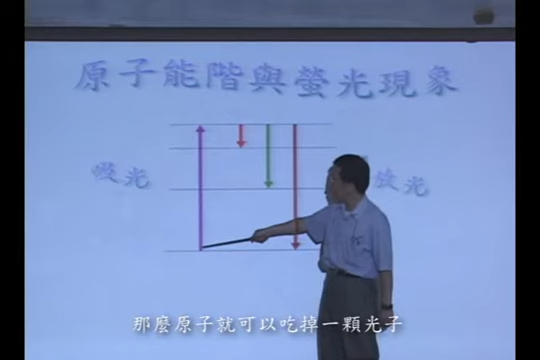 原子能階與螢光現象
吸光
放光
那麼原子就可以吃掉一顆光子